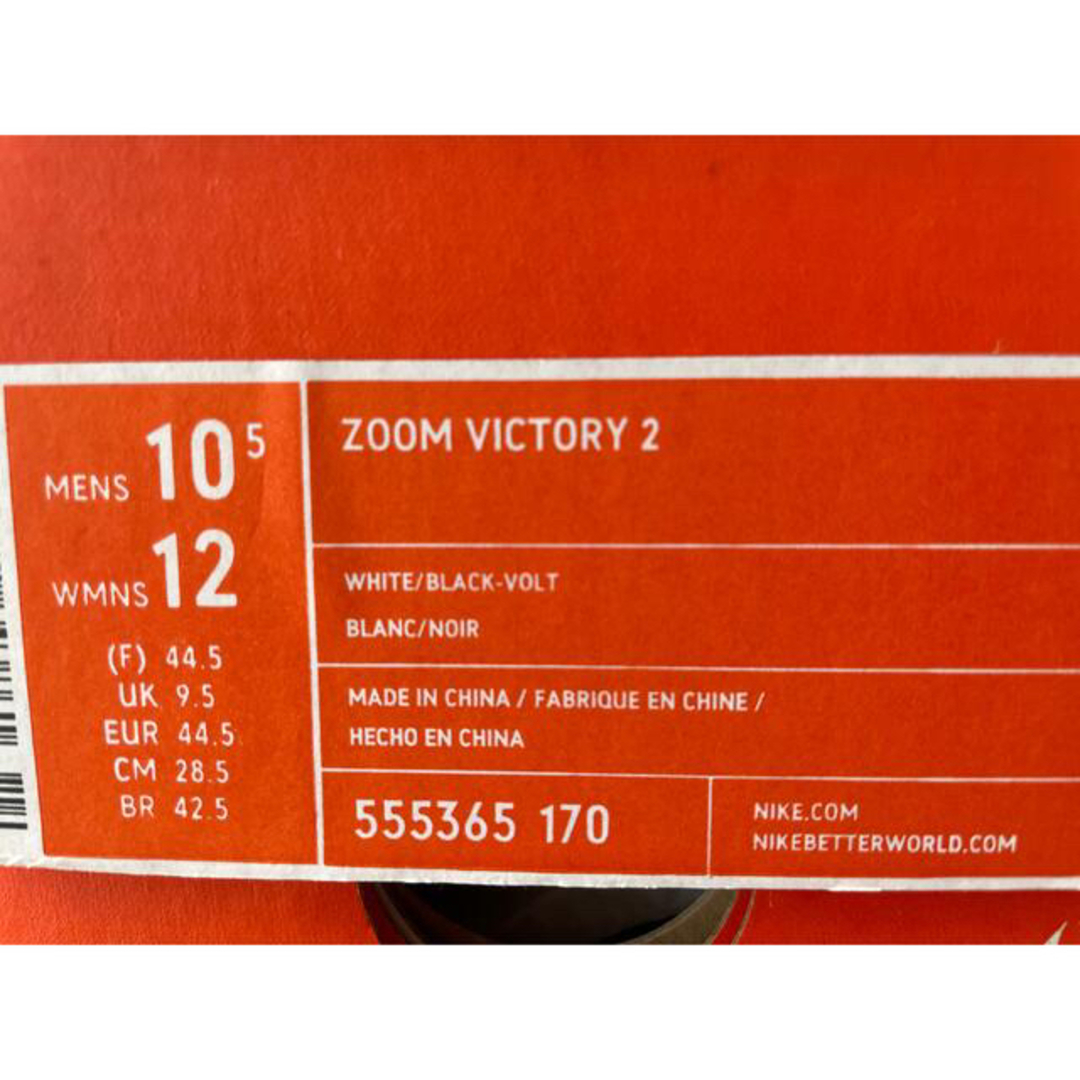 MENS 10 5
WMNS 12
(F) 44.5
UK 9.5
EUR 44.5
CM 28.5
BR 42.5
ZOOM VICTORY 2
WHITE/BLACK-VOLT
BLANC/NOIR
MADE IN CHINA / FABRIQUE EN CHINE /
HECHO EN CHINA
555365 170
NIKE.COM
NIKEBETTERWORLD.COM